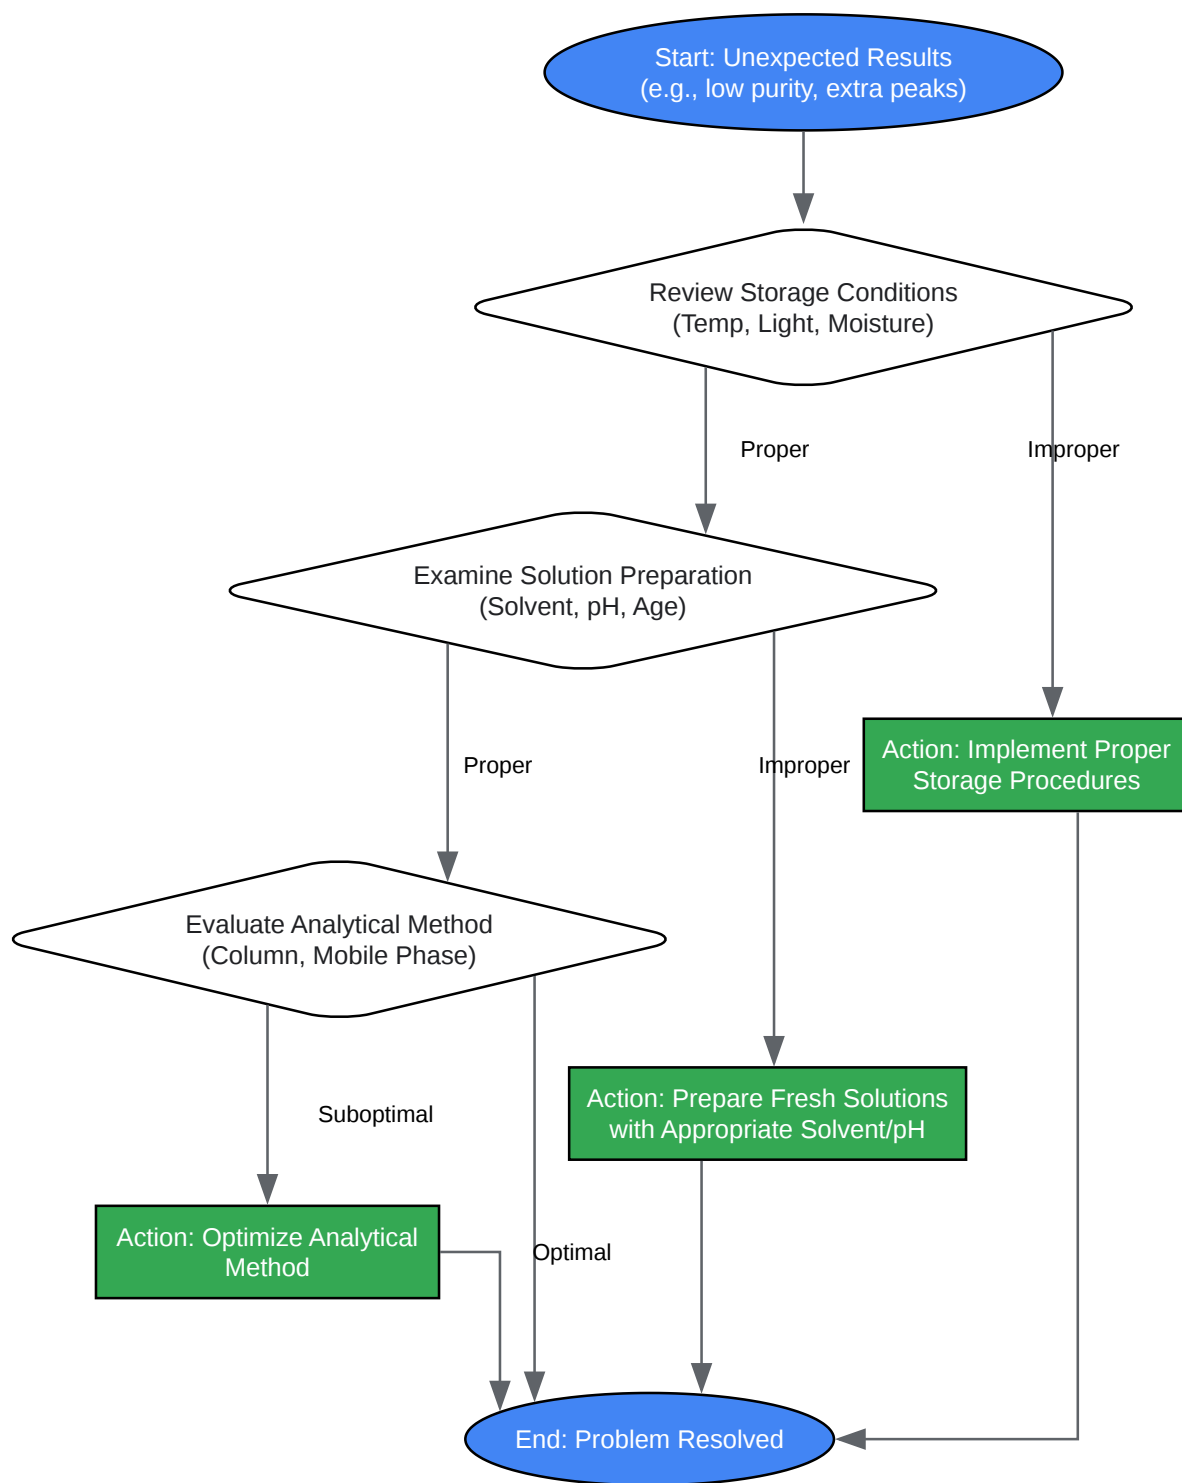 Start: Unexpected Results
(e.g., low purity, extra peaks)
Review Storage Conditions
(Temp, Light, Moisture)
Proper
Improper
Examine Solution Preparation
(Solvent, pH, Age)
Proper
Improper
Action: Implement Proper
Storage Procedures
Evaluate Analytical Method
(Column, Mobile Phase)
Suboptimal
Action: Prepare Fresh Solutions
with Appropriate Solvent/pH
Action: Optimize Analytical
Method
Optimal
End: Problem Resolved